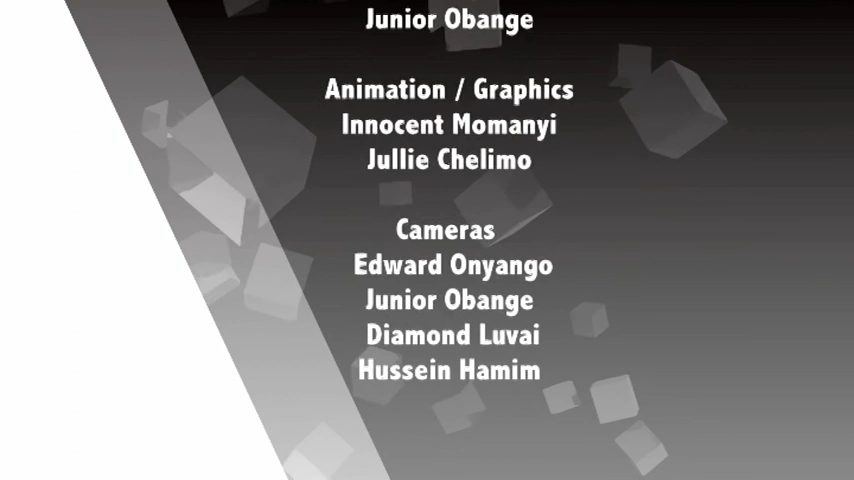 Junior Obange
Animation / Graphics
Innocent Momanyi
Jullie Chelimo
Cameras
Edward Onyango
Junior Obange
Diamond Luvai
Hussein Hamim